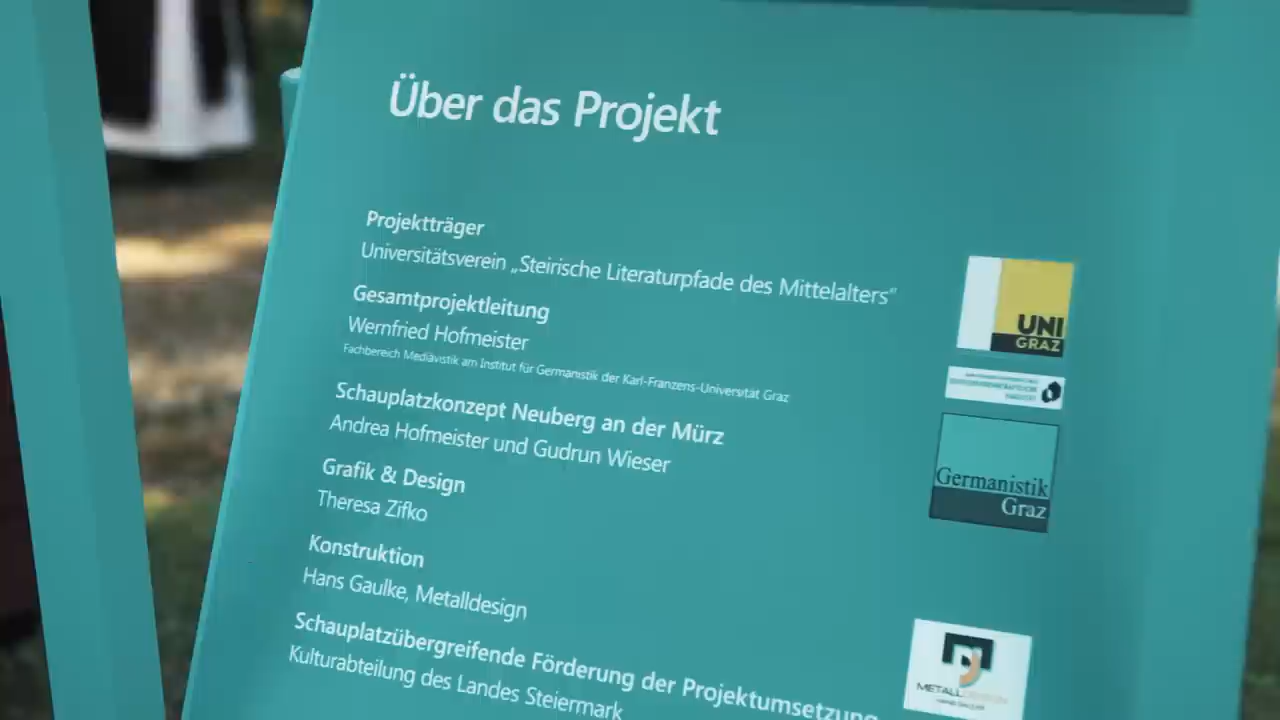 Über das Projekt
Projektträger
Universitätsverein „Steirische Literaturpfade des Mittelalters“
Gesamtprojektleitung
Wernfried Hofmeister
Fachbereich Mediävistik am Institut für Germanistik der Karl-Franzens-Universität Graz
Schauplatzkonzept Neuberg an der Mürz
Andrea Hofmeister und Gudrun Wieser
Grafik & Design
Theresa Zifko
Konstruktion
Hans Gaulke, Metalldesign
Schauplatzübergreifende Förderung der Projektumsetzung
Kulturabteilung des Landes Steiermark
UNI
GRAZ
Germanistik
Graz
METALLDESIGN